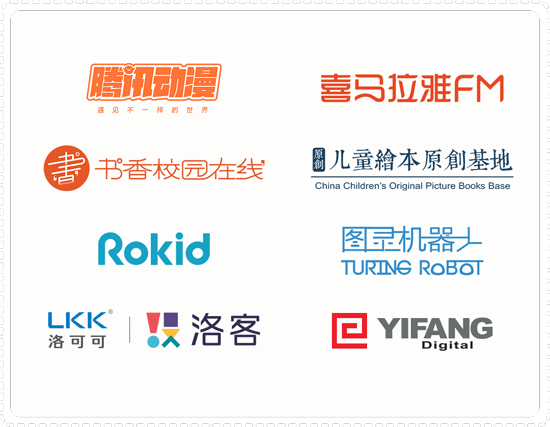 腾讯动漫
遇见不一样的世界
喜马拉雅FM
書
书香校园在线
原創
儿童繪本原創基地
China Children's Original Picture Books Base
Rokid
图灵机器人
TURING ROBOT
LKK®
洛可可
洛客
YIFANG
Digital